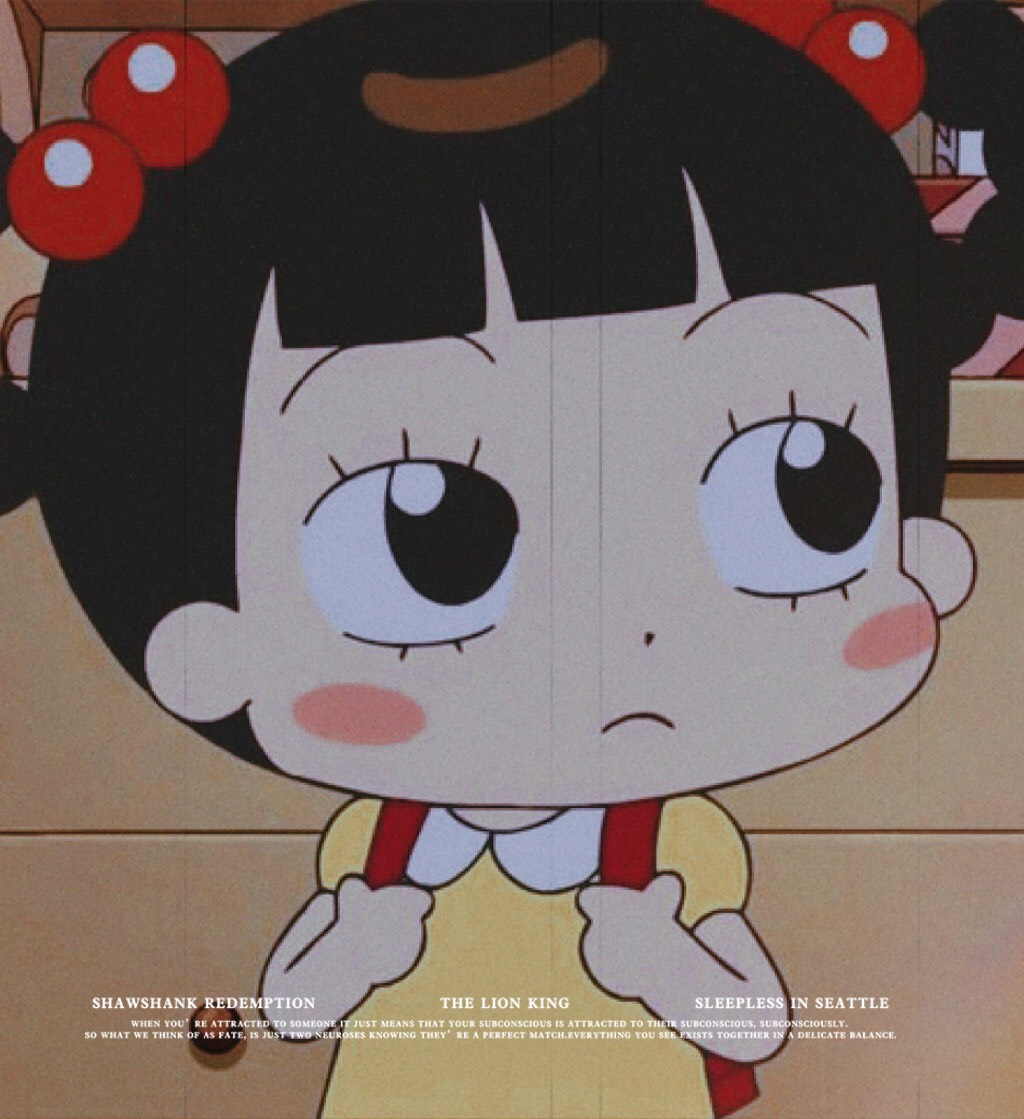 SHAWSHANK REDEMPTION THE LION KING SLEEPLESS IN SEATTLE
WHEN YOU' RE ATTRACTED TO SOMEONE IT JUST MEANS THAT YOUR SUBCONSCIOUS IS ATTRACTED TO THEIR SUBCONSCIOUS, SUBCONSCIOUSLY.
SO WHAT WE THINK OF AS FATE, IS JUST TWO NEUROSES KNOWING THEY' RE A PERFECT MATCH.EVERYTHING YOU SEE EXISTS TOGETHER IN A DELICATE BALANCE.